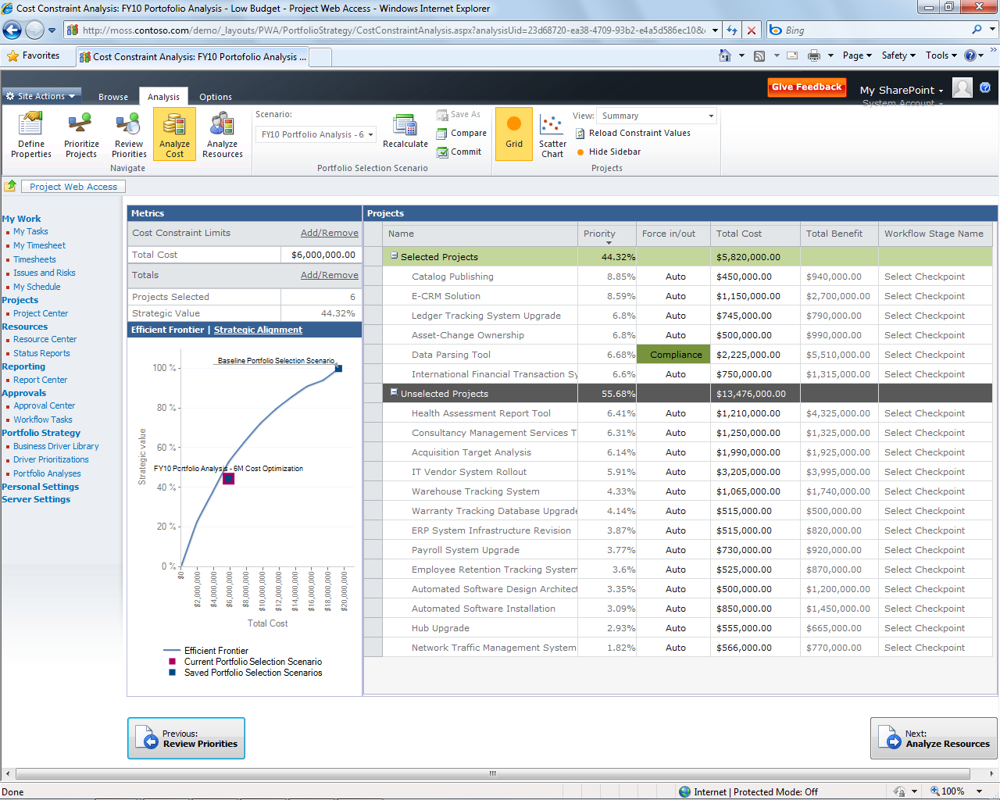 Cost Constraint Analysis: FY10 Portofolio Analysis - Low Budget - Project Web Access - Windows Internet Explorer
http://moss.contoso.com/demo/_layouts/PWA/PortfolioStrategy/CostConstraintAnalysis.aspx?analysisUid=23d68720-ea38-4709-93b2-e4a5d586ec10&
Bing
Favorites
Cost Constraint Analysis: FY10 Portofolio Analysis ...
Page
Safety
Tools
Site Actions
Browse
Analysis
Options
Give Feedback
My SharePoint
System Account
Define Properties
Prioritize Projects
Review Priorities
Analyze Cost
Analyze Resources
Navigate
Scenario:
FY10 Portfolio Analysis - 6
Recalculate
Save As
Compare
Commit
Portfolio Selection Scenario
Grid
Scatter Chart
View: Summary
Reload Constraint Values
Hide Sidebar
Projects
Project Web Access
My Work
My Tasks
My Timesheet
Timesheets
Issues and Risks
My Schedule
Projects
Project Center
Resources
Resource Center
Status Reports
Reporting
Report Center
Approvals
Approval Center
Workflow Tasks
Portfolio Strategy
Business Driver Library
Driver Prioritizations
Portfolio Analyses
Personal Settings
Server Settings
Metrics
Cost Constraint Limits Add/Remove
Total Cost $6,000,000.00
Totals Add/Remove
Projects Selected 6
Strategic Value 44.32%
Efficient Frontier | Strategic Alignment
Baseline Portfolio Selection Scenario
100 %
80 %
60 %
FY10 Portfolio Analysis - 6M Cost Optimization
40 %
20 %
0 %
Strategic value
$0
$2,000,000
$4,000,000
$6,000,000
$8,000,000
$10,000,000
$12,000,000
$14,000,000
$16,000,000
$18,000,000
$20,000,000
Total Cost
Efficient Frontier
Current Portfolio Selection Scenario
Saved Portfolio Selection Scenarios
Projects
Name Priority Force in/out Total Cost Total Benefit Workflow Stage Name
Selected Projects 44.32% $5,820,000.00
Catalog Publishing 8.85% Auto $450,000.00 $940,000.00 Select Checkpoint
E-CRM Solution 8.59% Auto $1,150,000.00 $2,700,000.00 Select Checkpoint
Ledger Tracking System Upgrade 6.8% Auto $745,000.00 $790,000.00 Select Checkpoint
Asset-Change Ownership 6.8% Auto $500,000.00 $990,000.00 Select Checkpoint
Data Parsing Tool 6.68% Compliance $2,225,000.00 $5,510,000.00 Select Checkpoint
International Financial Transaction Sy 6.6% Auto $750,000.00 $1,315,000.00 Select Checkpoint
Unselected Projects 55.68% $13,476,000.00
Health Assessment Report Tool 6.41% Auto $1,210,000.00 $4,325,000.00 Select Checkpoint
Consultancy Management Services T 6.31% Auto $1,250,000.00 $1,325,000.00 Select Checkpoint
Acquisition Target Analysis 6.14% Auto $1,990,000.00 $1,925,000.00 Select Checkpoint
IT Vendor System Rollout 5.91% Auto $3,205,000.00 $3,995,000.00 Select Checkpoint
Warehouse Tracking System 4.33% Auto $1,065,000.00 $1,740,000.00 Select Checkpoint
Warranty Tracking Database Upgrade 4.14% Auto $515,000.00 $500,000.00 Select Checkpoint
ERP System Infrastructure Revision 3.87% Auto $515,000.00 $820,000.00 Select Checkpoint
Payroll System Upgrade 3.77% Auto $730,000.00 $920,000.00 Select Checkpoint
Employee Retention Tracking System 3.6% Auto $525,000.00 $870,000.00 Select Checkpoint
Automated Software Design Architect 3.35% Auto $500,000.00 $1,200,000.00 Select Checkpoint
Automated Software Installation 3.09% Auto $850,000.00 $1,450,000.00 Select Checkpoint
Hub Upgrade 2.93% Auto $555,000.00 $665,000.00 Select Checkpoint
Network Traffic Management System 1.82% Auto $566,000.00 $770,000.00 Select Checkpoint
Previous:
Review Priorities
Next:
Analyze Resources
Done
Internet | Protected Mode: Off
100%